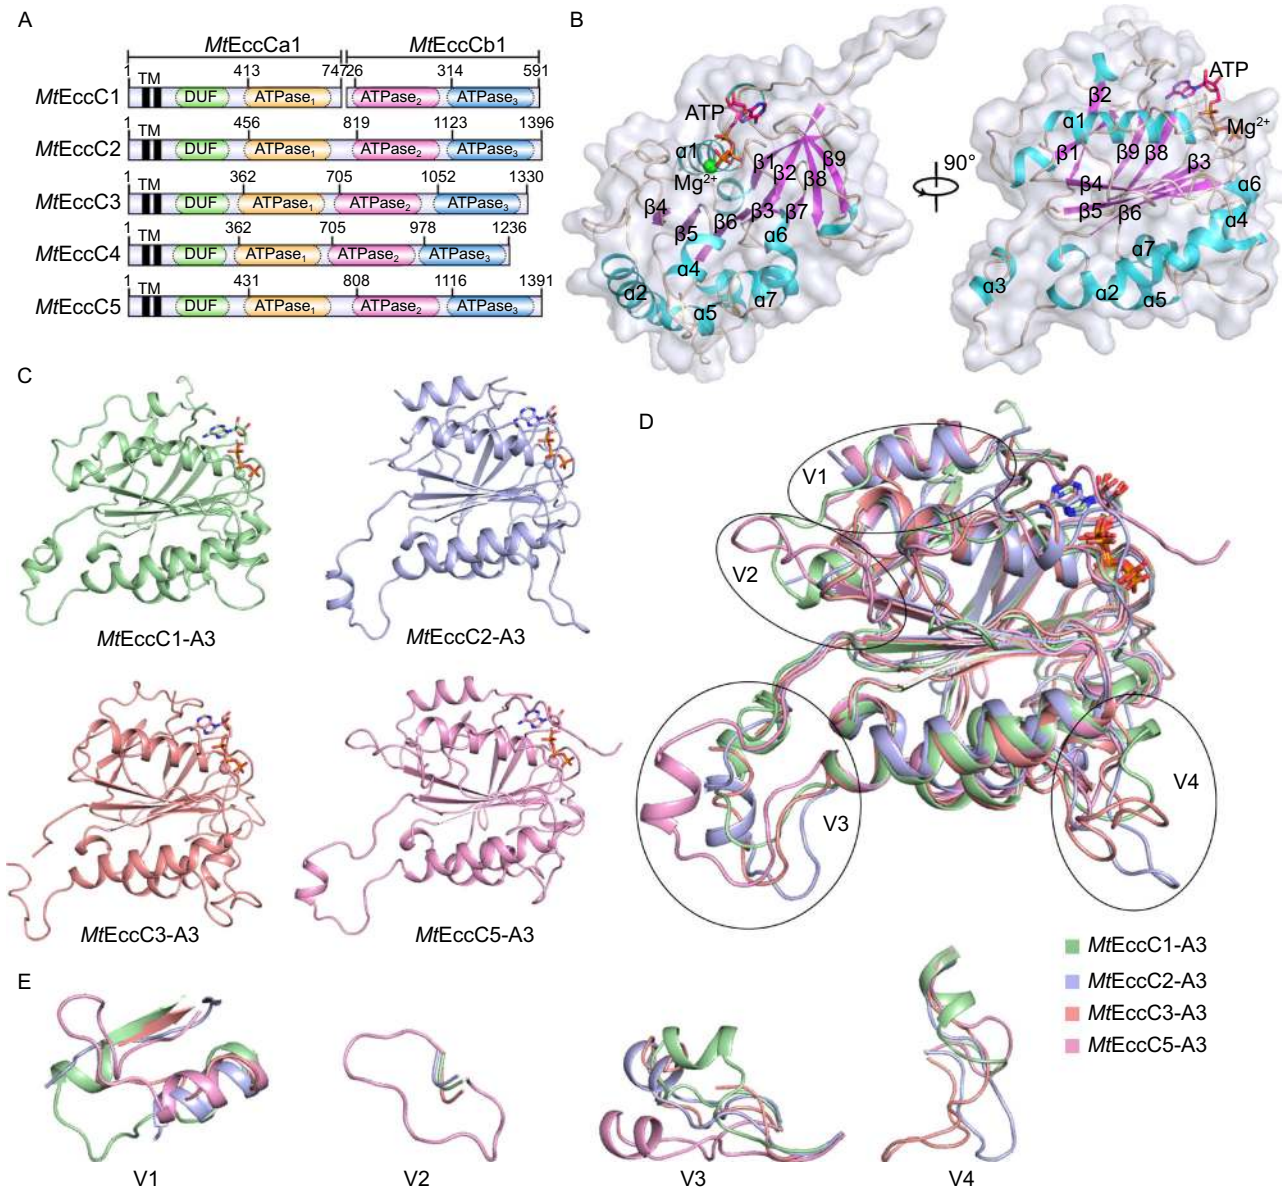 A
MtEccCa1 MtEccCb1
1 TM 413 747 26 314 591
MtEccC1 DUF ATPase₁ ATPase₂ ATPase₃
1 TM 456 819 1123 1396
MtEccC2 DUF ATPase₁ ATPase₂ ATPase₃
1 TM 362 705 1052 1330
MtEccC3 DUF ATPase₁ ATPase₂ ATPase₃
1 TM 362 705 978 1236
MtEccC4 DUF ATPase₁ ATPase₂ ATPase₃
1 TM 431 808 1116 1391
MtEccC5 DUF ATPase₁ ATPase₂ ATPase₃
B
ATP
α1
Mg²⁺
β1
β2
β9
β8
β4
β5
β6
β3
β7
α6
α4
α2
α5
α7
90°
ATP
β2
α1
Mg²⁺
β1
β9
β8
β3
β4
α6
β5
β6
α4
α7
α3
α2
α5
C
MtEccC1-A3
MtEccC2-A3
MtEccC3-A3
MtEccC5-A3
D
V1
V2
V3
V4
MtEccC1-A3
MtEccC2-A3
MtEccC3-A3
MtEccC5-A3
E
V1
V2
V3
V4